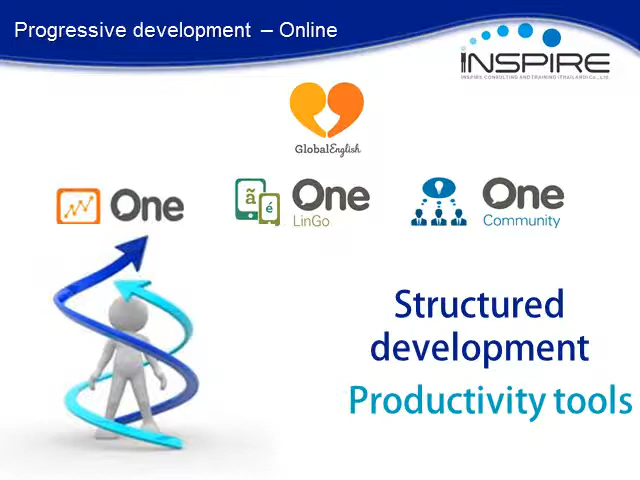 Progressive development – Online
INSPIRE
INSPIRE CONSULTING AND TRAINING (THAILAND) Co., Ltd.
GlobalEnglish
One
ã
é
One
LinGo
One
Community
Structured
development
Productivity tools